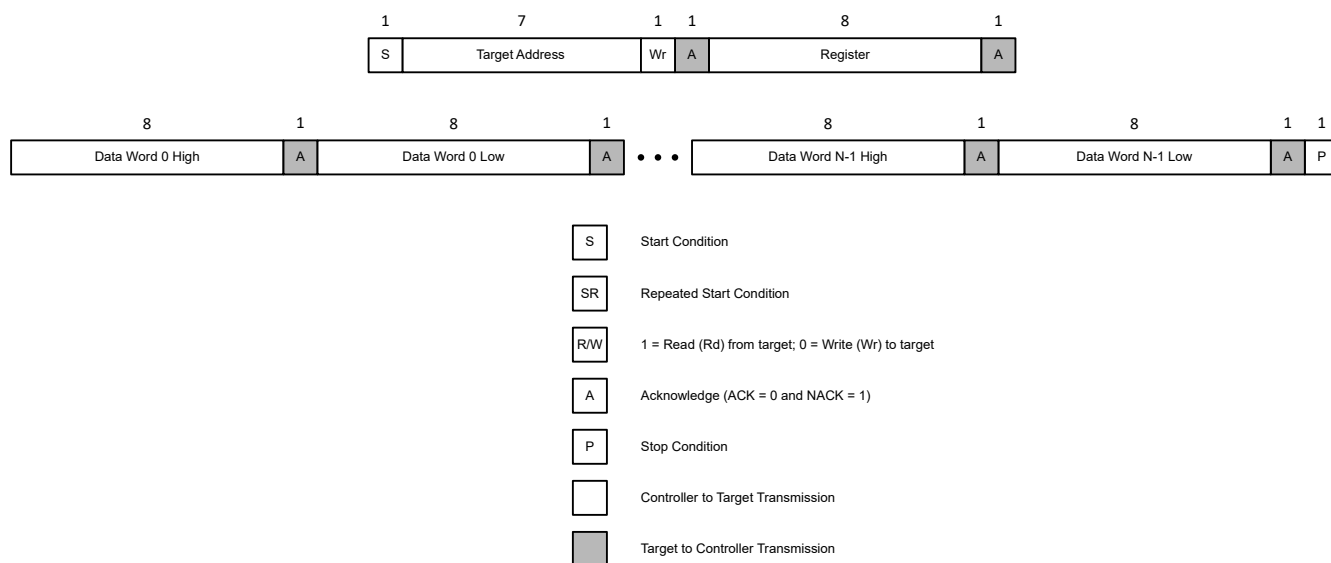 1 7 1 1 8 1
S Target Address Wr A Register A
8 1 8 1 8 1 8 1 1
Data Word 0 High A Data Word 0 Low A • • • Data Word N-1 High A Data Word N-1 Low A P
S Start Condition
SR Repeated Start Condition
R/W 1 = Read (Rd) from target; 0 = Write (Wr) to target
A Acknowledge (ACK = 0 and NACK = 1)
P Stop Condition
Controller to Target Transmission
Target to Controller Transmission